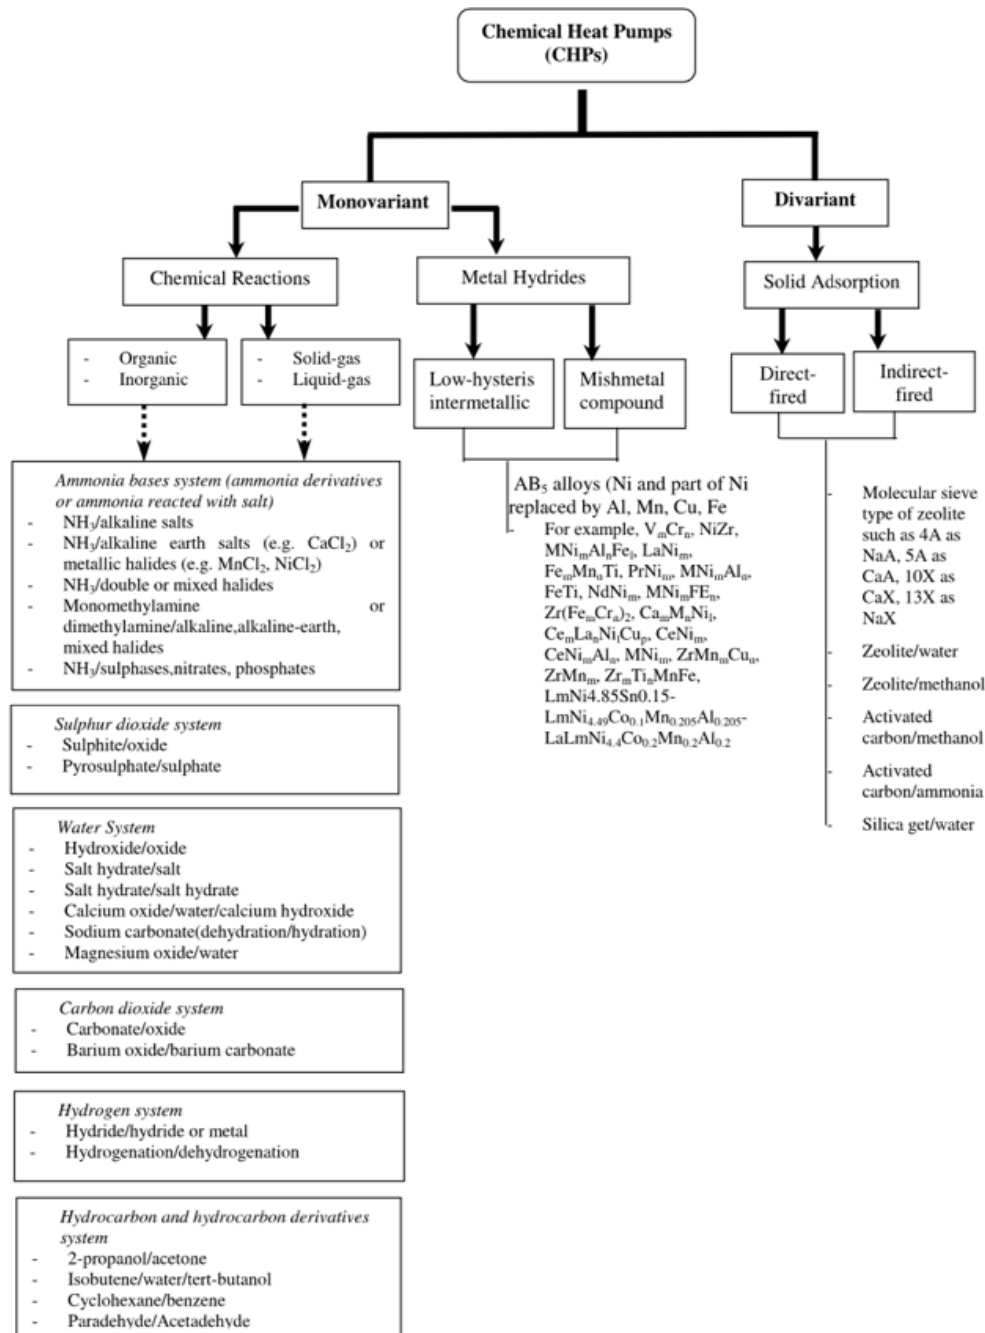 Chemical Heat Pumps
(CHPs)
Monovariant
Divariant
Chemical Reactions
Metal Hydrides
Solid Adsorption
- Organic
- Inorganic
- Solid-gas
- Liquid-gas
Low-hysteris
intermetallic
Mishmetal
compound
Direct-
fired
Indirect-
fired
Ammonia bases system (ammonia derivatives
or ammonia reacted with salt)
- NH₃/alkaline salts
- NH₃/alkaline earth salts (e.g. CaCl₂) or
metallic halides (e.g. MnCl₂, NiCl₂)
- NH₃/double or mixed halides
- Monomethylamine or
dimethylamine/alkaline,alkaline-earth,
mixed halides
- NH₃/sulphases,nitrates, phosphates
Sulphur dioxide system
- Sulphite/oxide
- Pyrosulphate/sulphate
Water System
- Hydroxide/oxide
- Salt hydrate/salt
- Salt hydrate/salt hydrate
- Calcium oxide/water/calcium hydroxide
- Sodium carbonate(dehydration/hydration)
- Magnesium oxide/water
Carbon dioxide system
- Carbonate/oxide
- Barium oxide/barium carbonate
Hydrogen system
- Hydride/hydride or metal
- Hydrogenation/dehydrogenation
Hydrocarbon and hydrocarbon derivatives
system
- 2-propanol/acetone
- Isobutene/water/tert-butanol
- Cyclohexane/benzene
- Paradehyde/Acetadehyde
AB₅ alloys (Ni and part of Ni
replaced by Al, Mn, Cu, Fe
- For example, VₘCrₙ, NiZr,
MNiₘAlₙFeₗ, LaNiₘ,
FeₘMnₙTi, PrNiₘ, MNiₘAlₙ,
FeTi, NdNiₘ, MNiₘFEₙ,
Zr(FeₘCrₙ)₂, CaₘMₙNiₗ,
CeₘLaₙNiₗCuₚ, CeNiₘ,
CeNiₘAlₙ, MNiₘ, ZrMnₘCuₙ,
ZrMnₘ, ZrₘTiₙMnFe,
LmNi4.85Sn0.15-
LmNi₄.₄₉Co₀.₁Mn₀.₂₀₅Al₀.₂₀₅-
LaLmNi₄.₄Co₀.₂Mn₀.₂Al₀.₂
- Molecular sieve
type of zeolite
such as 4A as
NaA, 5A as
CaA, 10X as
CaX, 13X as
NaX
- Zeolite/water
- Zeolite/methanol
- Activated
carbon/methanol
- Activated
carbon/ammonia
- Silica get/water